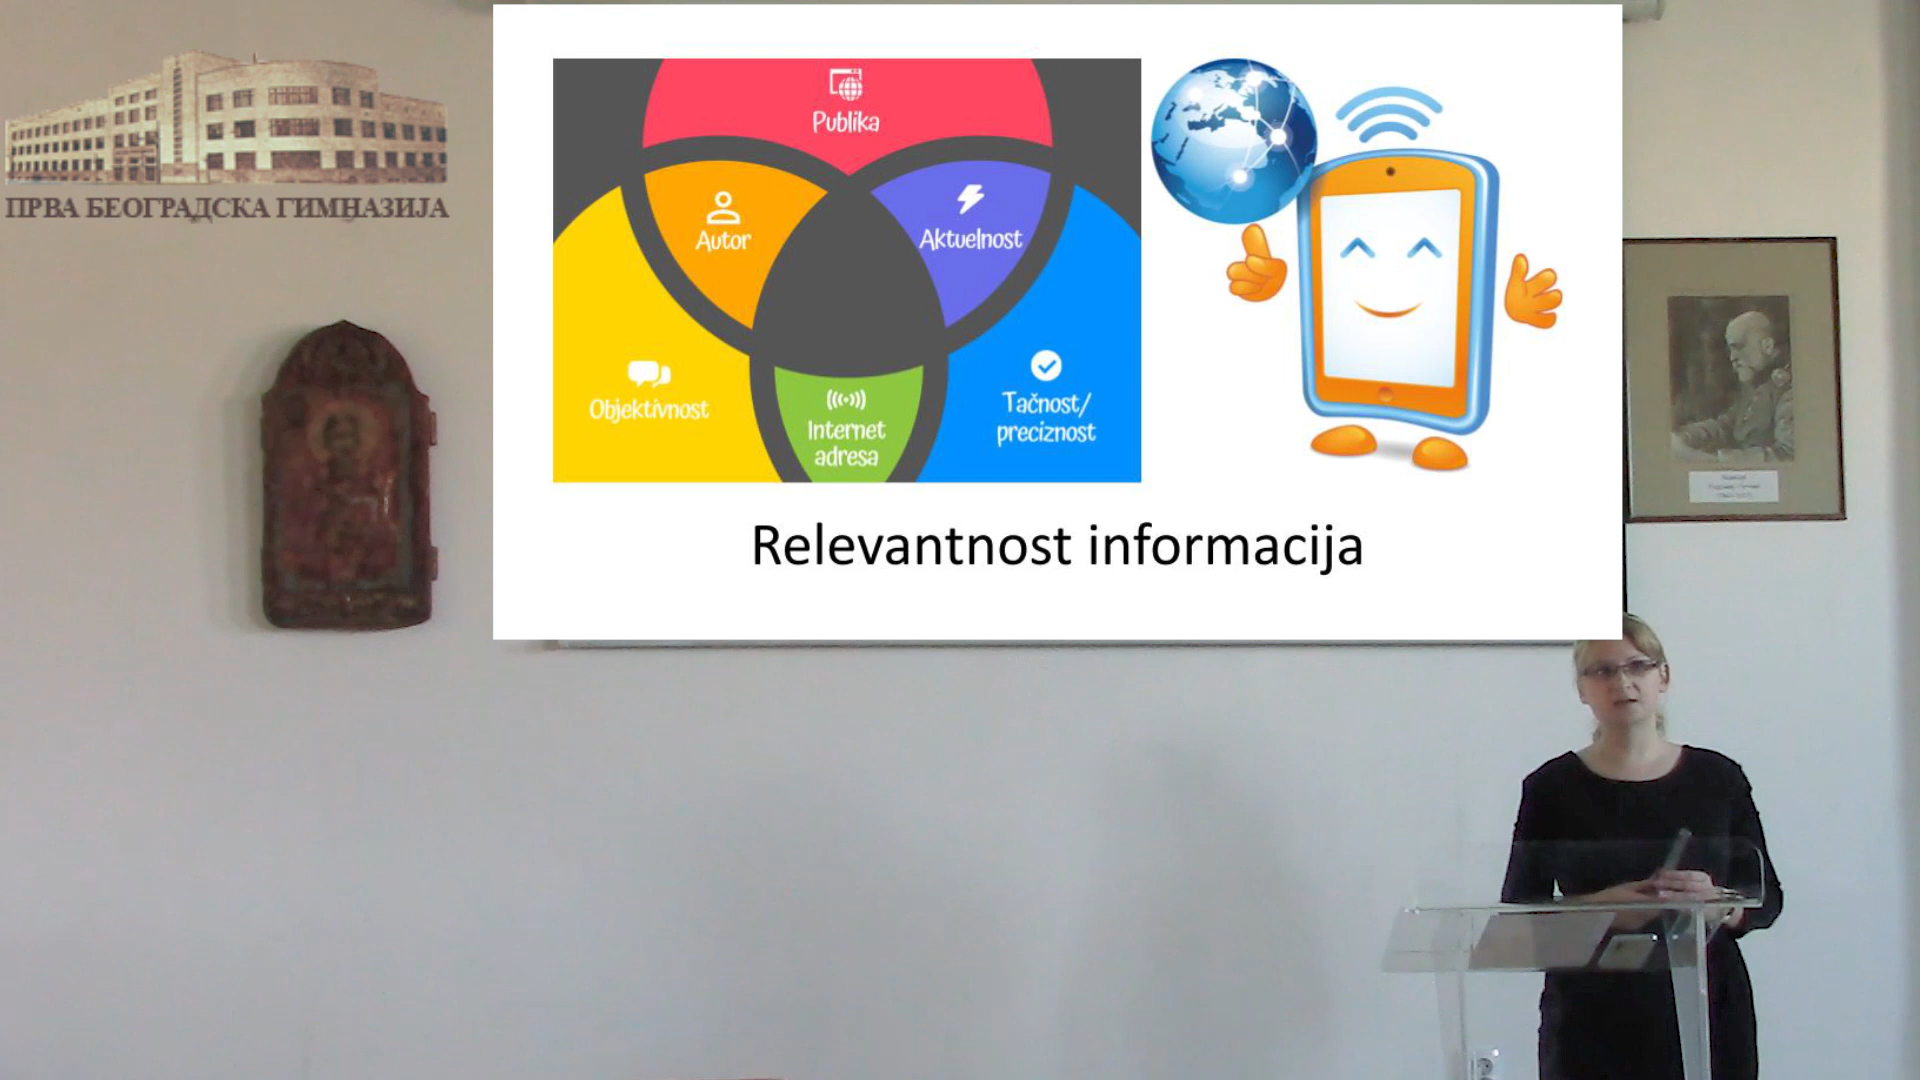 ПРВА БЕОГРАДСКА ГИМНАЗИЈА
Publika
Autor
Aktuelnost
Objektivnost
Internet
adresa
Tačnost/
preciznost
Relevantnost informacija